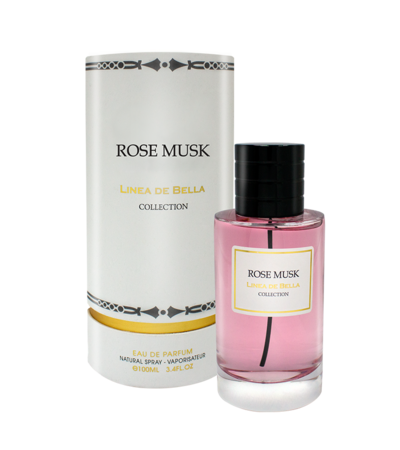 ROSE MUSK
LINEA DE BELLA
COLLECTION
EAU DE PARFUM
NATURAL SPRAY - VAPORISATEUR
℮100ML 3.4FL.OZ
ROSE MUSK
LINEA DE BELLA
COLLECTION